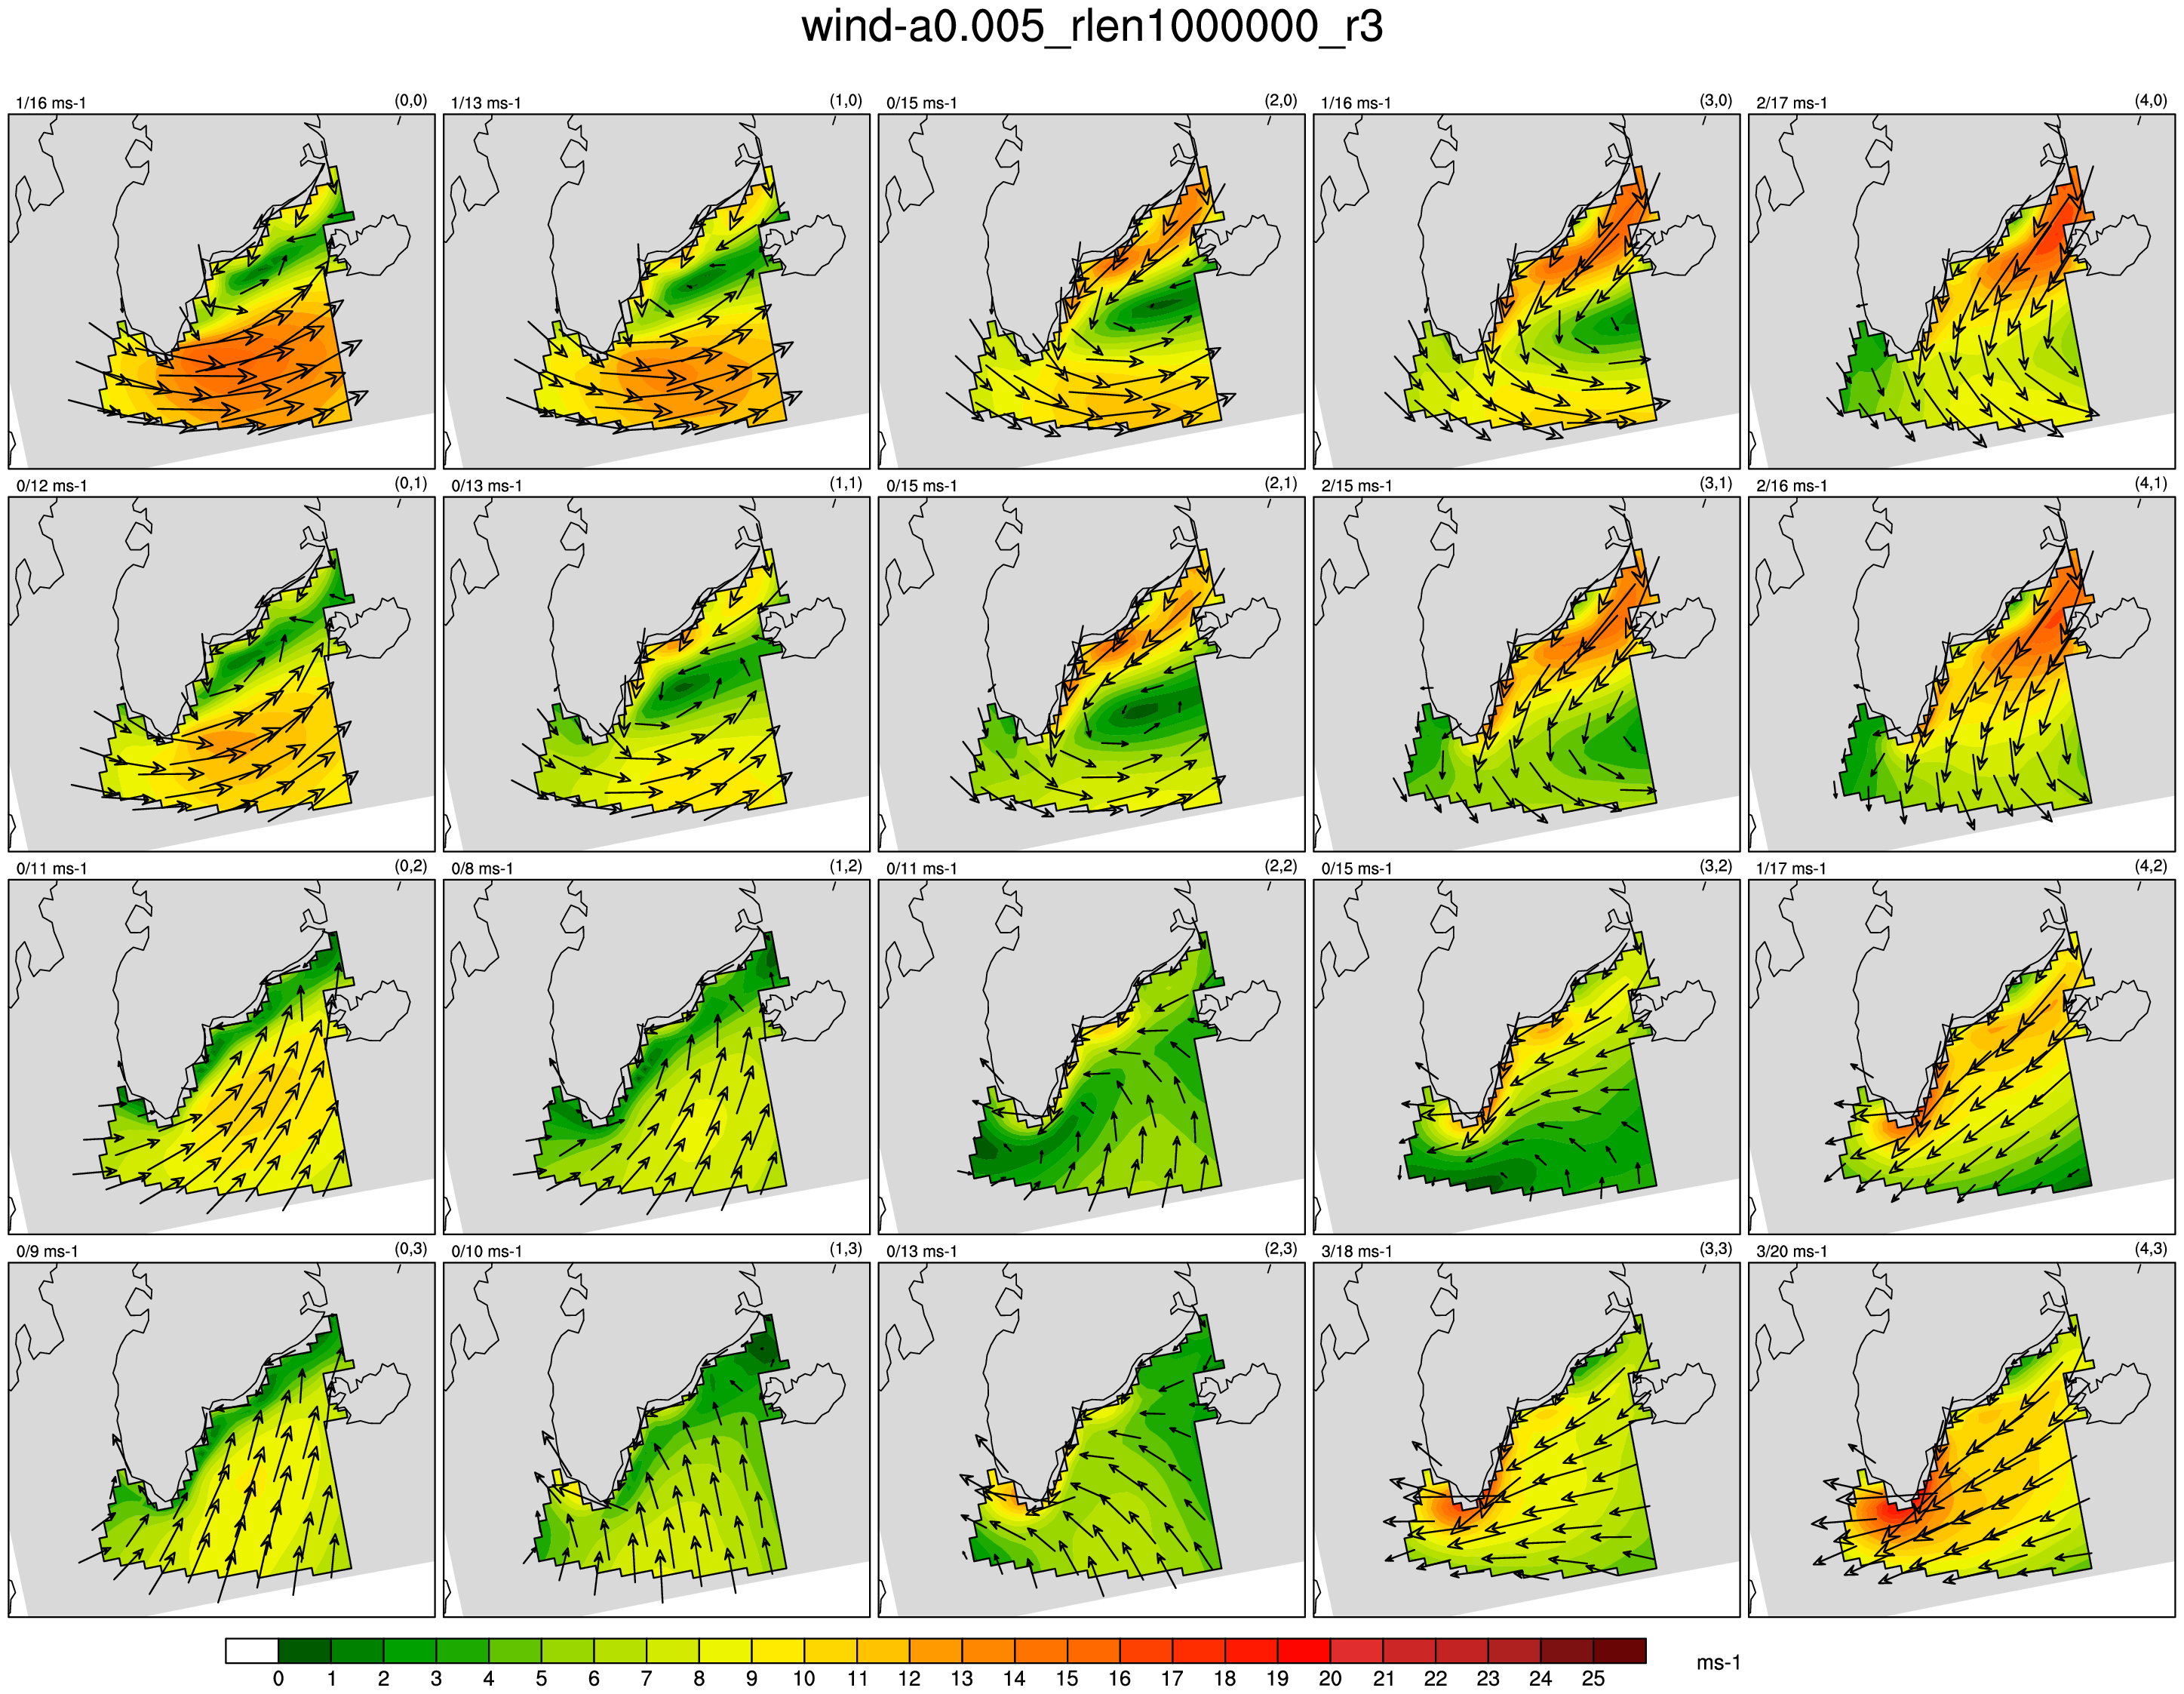 wind-a0.005_rlen1000000_r3
1/16 ms-1 (0,0) 1/13 ms-1 (1,0) 0/15 ms-1 (2,0) 1/16 ms-1 (3,0) 2/17 ms-1 (4,0)
0/12 ms-1 (0,1) 0/13 ms-1 (1,1) 0/15 ms-1 (2,1) 2/15 ms-1 (3,1) 2/16 ms-1 (4,1)
0/11 ms-1 (0,2) 0/8 ms-1 (1,2) 0/11 ms-1 (2,2) 0/15 ms-1 (3,2) 1/17 ms-1 (4,2)
0/9 ms-1 (0,3) 0/10 ms-1 (1,3) 0/13 ms-1 (2,3) 3/18 ms-1 (3,3) 3/20 ms-1 (4,3)
0 1 2 3 4 5 6 7 8 9 10 11 12 13 14 15 16 17 18 19 20 21 22 23 24 25 ms-1